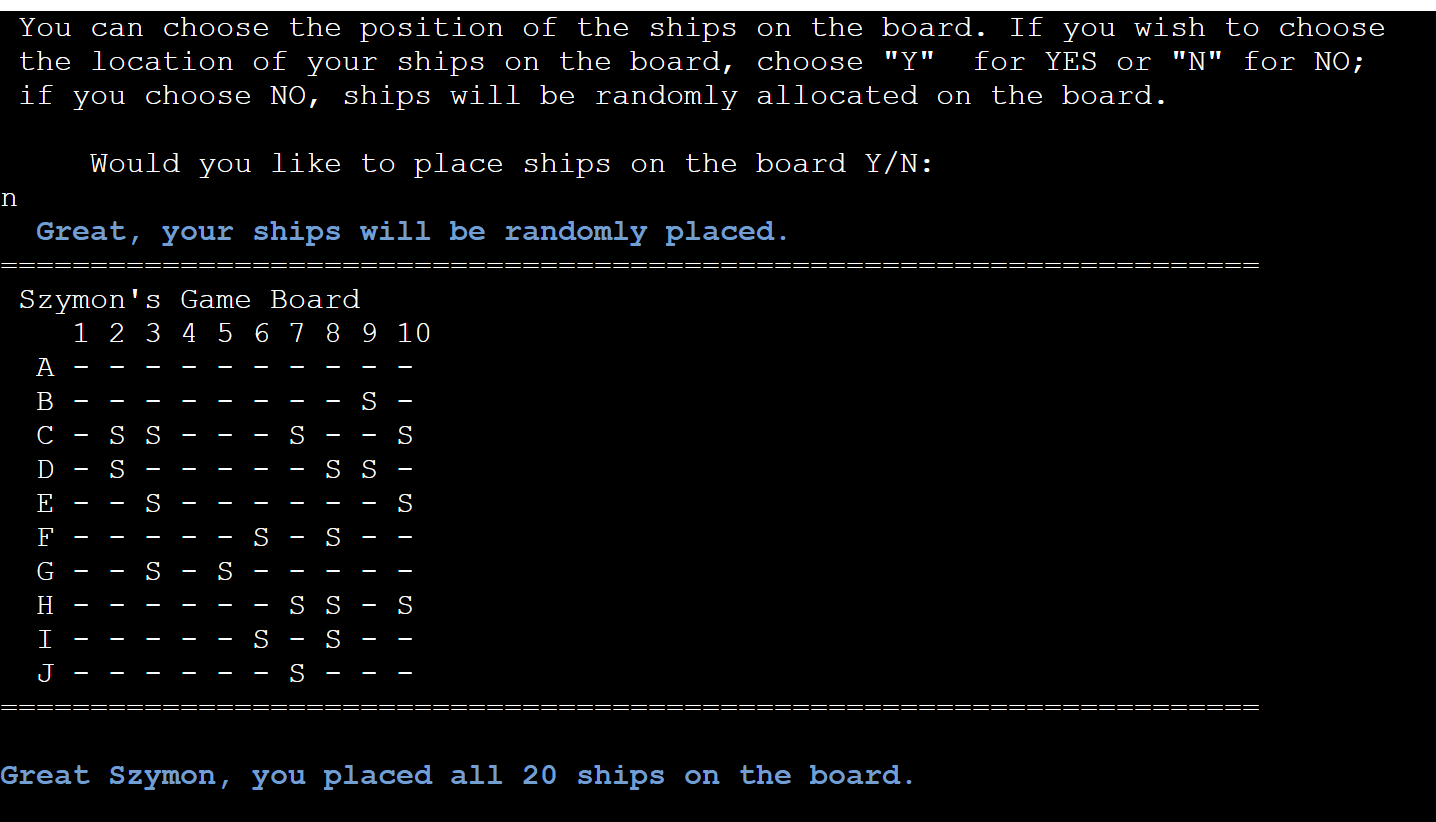 You can choose the position of the ships on the board. If you wish to choose
the location of your ships on the board, choose "Y"  for YES or "N" for NO;
if you choose NO, ships will be randomly allocated on the board.
Would you like to place ships on the board Y/N:
n
Great, your ships will be randomly placed.
======================================================================
Szymon's Game Board
1 2 3 4 5 6 7 8 9 10
A - - - - - - - - - -
B - - - - - - - - S -
C - S S - - - S - - S
D - S - - - - - S S -
E - - S - - - - - - S
F - - - - - S - S - -
G - - S - S - - - - -
H - - - - - - S S - S
I - - - - - S - S - -
J - - - - - - S - - -
======================================================================
Great Szymon, you placed all 20 ships on the board.